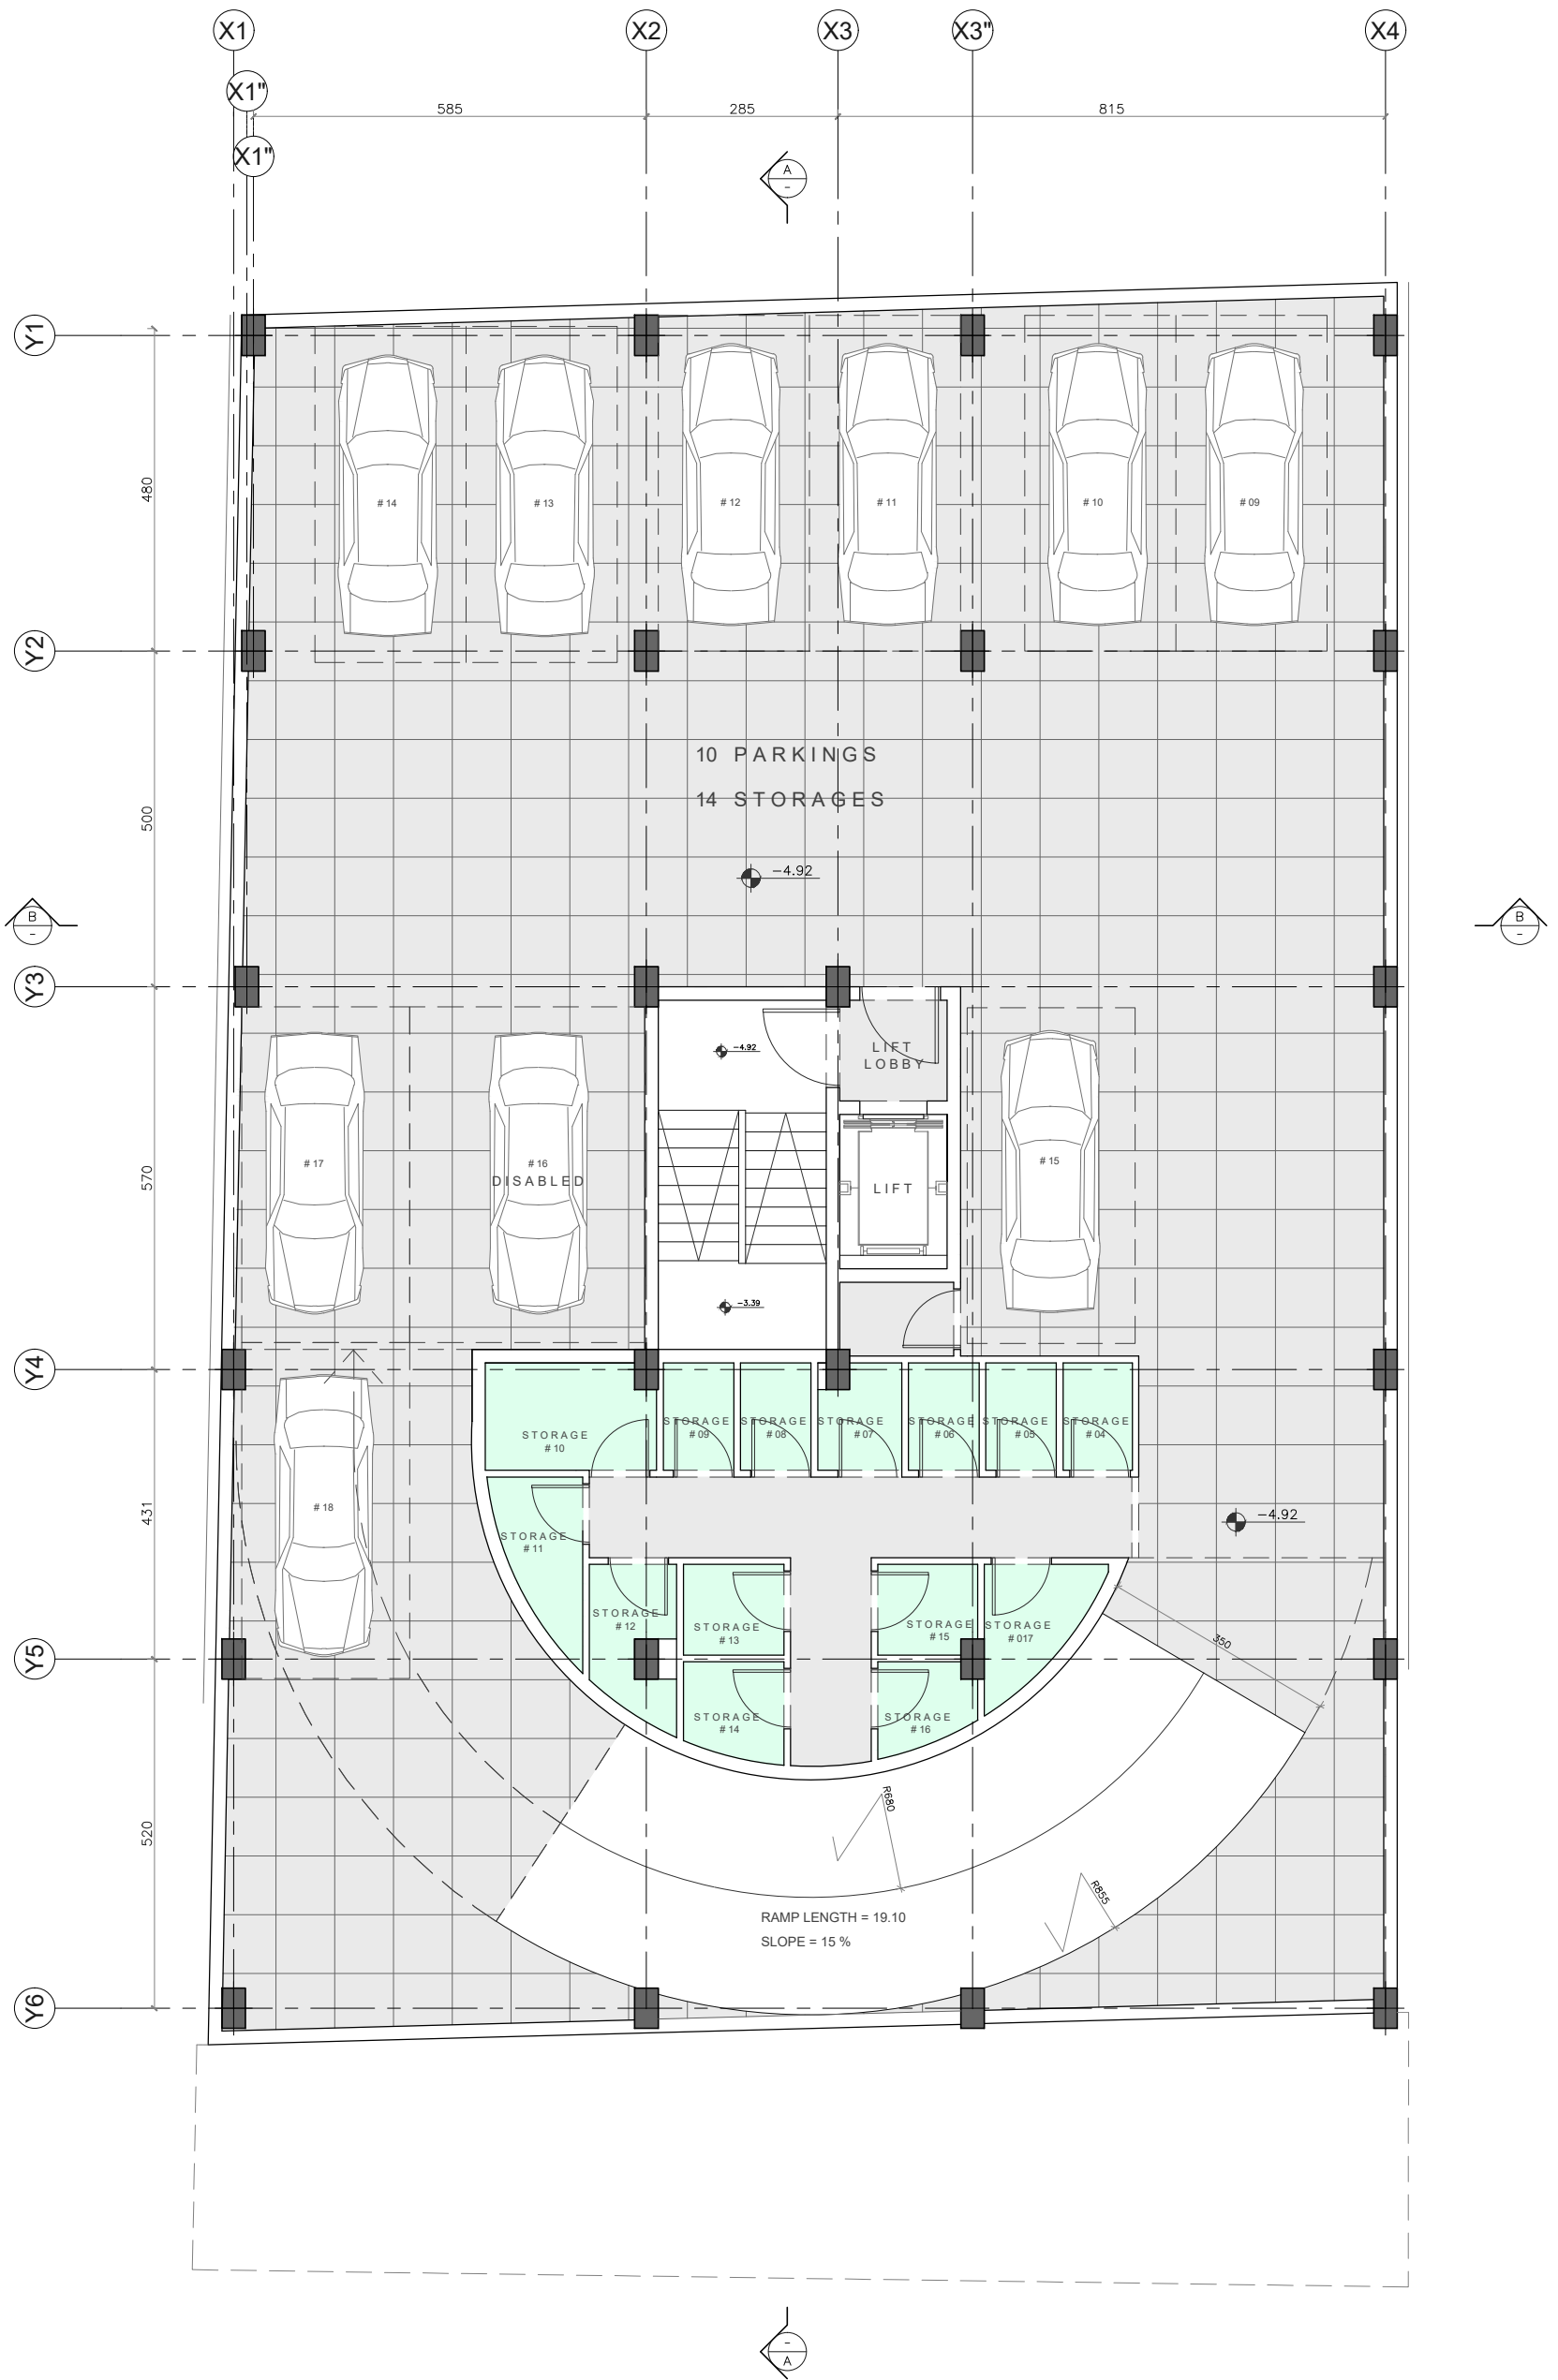 X1
X2
X3
X3"
X4
X1"
585
285
815
X1"
A
-
Y1
# 14
# 13
# 12
# 11
# 10
# 09
480
Y2
10 PARKINGS
14 STORAGES
500
-4.92
B
-
B
-
Y3
-4.92
LIFT
LOBBY
# 17
# 16
DISABLED
# 15
570
LIFT
-3.39
Y4
STORAGE
# 10
STORAGE
# 09
STORAGE
# 08
STORAGE
# 07
STORAGE
# 06
STORAGE
# 05
STORAGE
# 04
# 18
431
STORAGE
# 11
-4.92
STORAGE
# 12
STORAGE
# 13
STORAGE
# 15
STORAGE
# 017
350
Y5
STORAGE
# 14
STORAGE
# 16
520
R680
R855
RAMP LENGTH = 19.10
SLOPE = 15 %
Y6
-
A